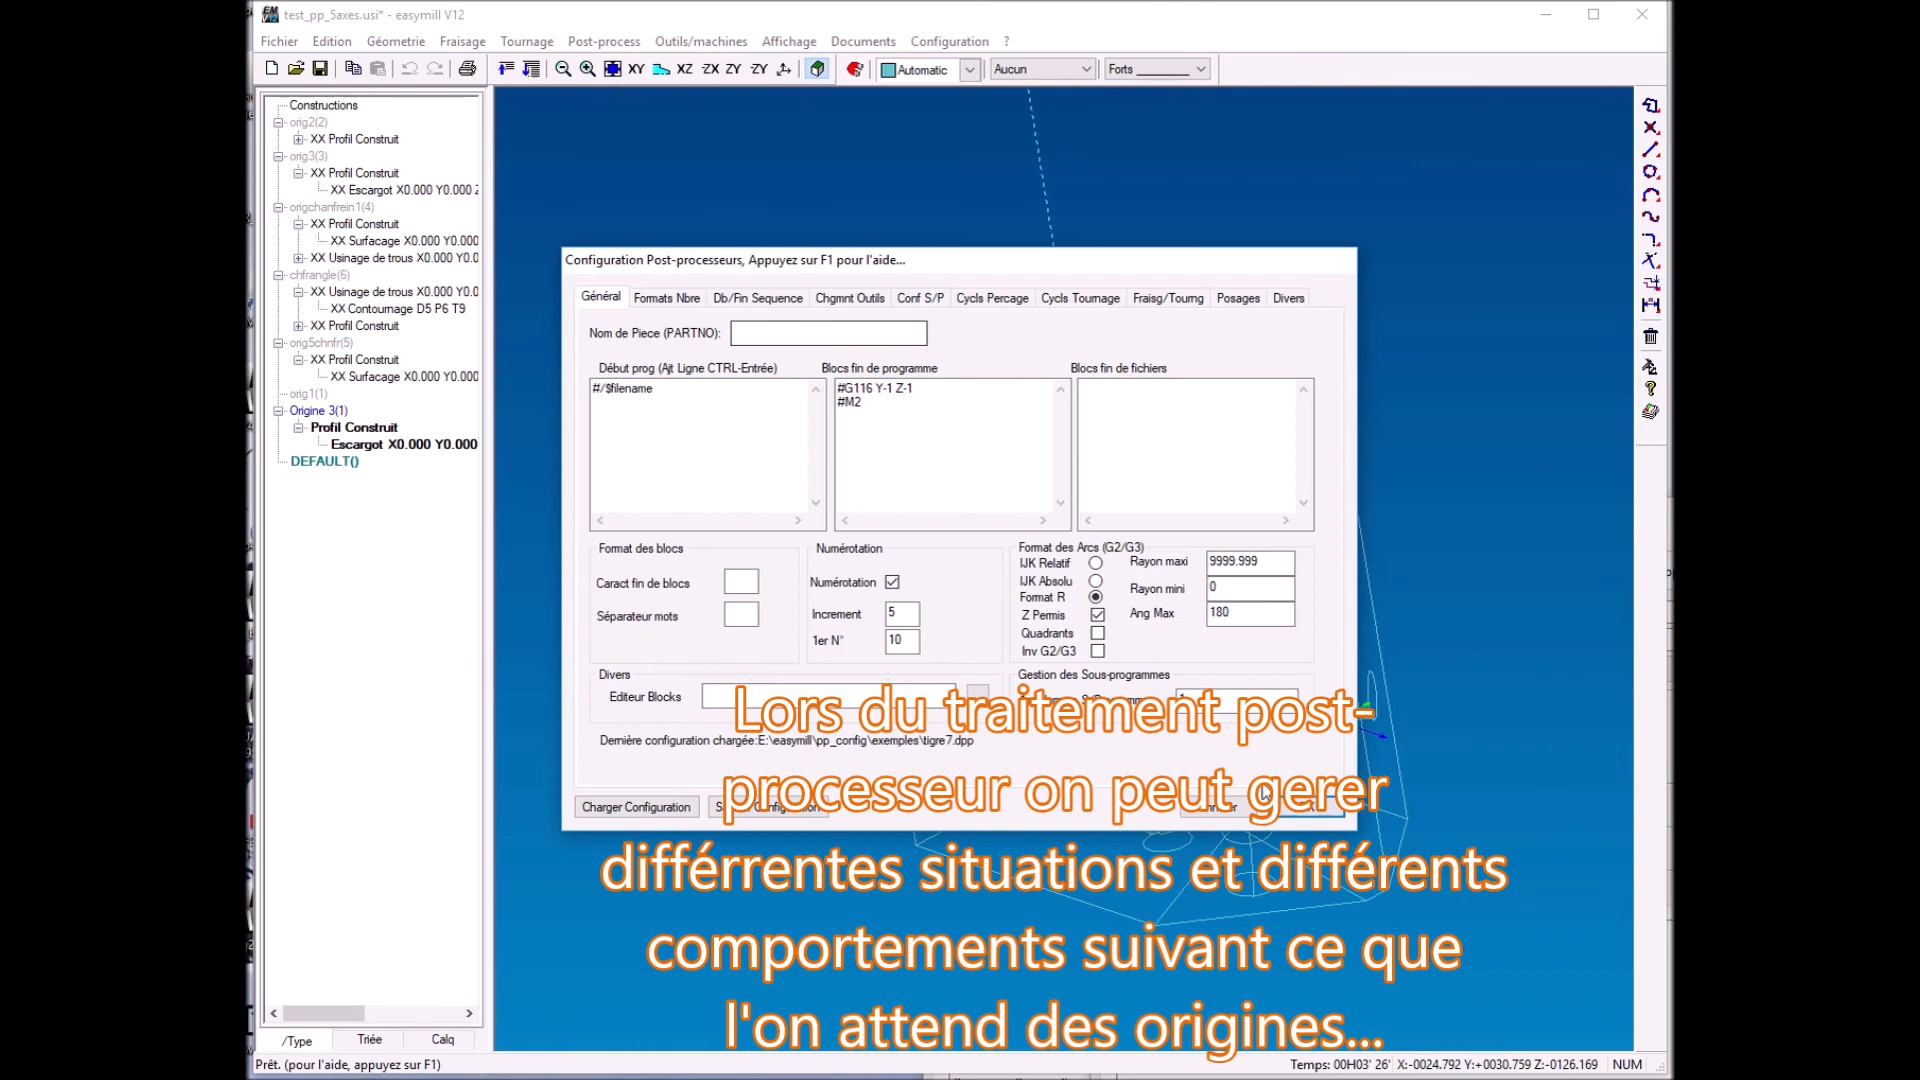 test_pp_5axes.usi* - easymill V12
Fichier Edition Géometrie Fraisage Tournage Post-process Outils/machines Affichage Documents Configuration ?
XY XZ -ZX ZY -ZY Automatic Aucun Forts
Constructions
orig2(2)
XX Profil Construit
orig3(3)
XX Profil Construit
XX Escargot X0.000 Y0.000 Z
origchanfrein1(4)
XX Profil Construit
XX Surfacage X0.000 Y0.000
XX Usinage de trous X0.000 Y0.0
chfrangle(6)
XX Usinage de trous X0.000 Y0.0
XX Contournage D5 P6 T9
XX Profil Construit
orig5chnfr(5)
XX Profil Construit
XX Surfacage X0.000 Y0.000
orig1(1)
Origine 3(1)
Profil Construit
Escargot X0.000 Y0.000
DEFAULT()
/Type Triée Calq
Configuration Post-processeurs, Appuyez sur F1 pour l'aide...
Général Formats Nbre Db/Fin Sequence Chgmnt Outils Conf S/P Cycls Percage Cycls Tournage Fraisg/Tourng Posages Divers
Nom de Piece (PARTNO):
Début prog (Ajt Ligne CTRL-Entrée) Blocs fin de programme Blocs fin de fichiers
#/$filename
#G116 Y-1 Z-1
#M2
Format des blocs
Caract fin de blocs
Séparateur mots
Numérotation
Numérotation
Increment 5
1er N° 10
Format des Arcs (G2/G3)
IJK Relatif Rayon maxi 9999.999
IJK Absolu Rayon mini 0
Format R
Z Permis Ang Max 180
Quadrants
Inv G2/G3
Divers
Editeur Blocks
Gestion des Sous-programmes
Dernière configuration chargée:E:\easymill\pp_config\exemples\tigre7.dpp
Charger Configuration
Lors du traitement post-
processeur on peut gerer
différrentes situations et différents
comportements suivant ce que
l'on attend des origines...
Prêt. (pour l'aide, appuyez sur F1)
Temps: 00H03' 26' X:-0024.792 Y:+0030.759 Z:-0126.169 NUM